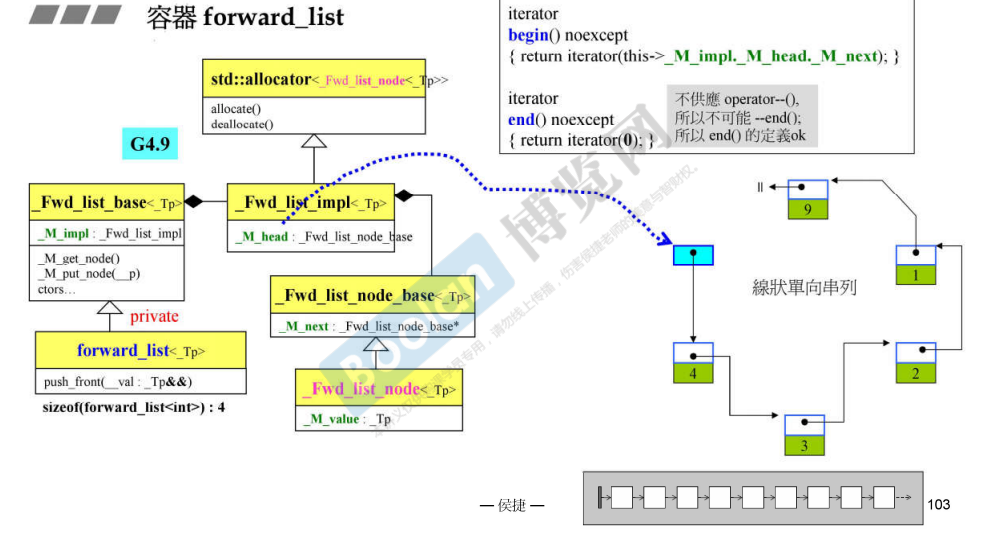 容器 forward_list
iterator
begin() noexcept
{ return iterator(this->_M_impl._M_head._M_next); }
iterator
end() noexcept
{ return iterator(0); }
不供應 operator--(),
所以不可能 --end();
所以 end() 的定義ok
std::allocator<_Fwd_list_node<_Tp>>
allocate()
deallocate()
G4.9
_Fwd_list_base<_Tp>
_M_impl : _Fwd_list_impl
_M_get_node()
_M_put_node(__p)
ctors…
_Fwd_list_impl<_Tp>
_M_head : _Fwd_list_node_base
_Fwd_list_node_base<_Tp>
_M_next : _Fwd_list_node_base*
private
forward_list<_Tp>
push_front(__val : _Tp&&)
sizeof(forward_list<int>) : 4
_Fwd_list_node<_Tp>
_M_value : _Tp
9
1
線狀單向串列
4
2
3
Boolan 博览网
— 侯捷 —
103